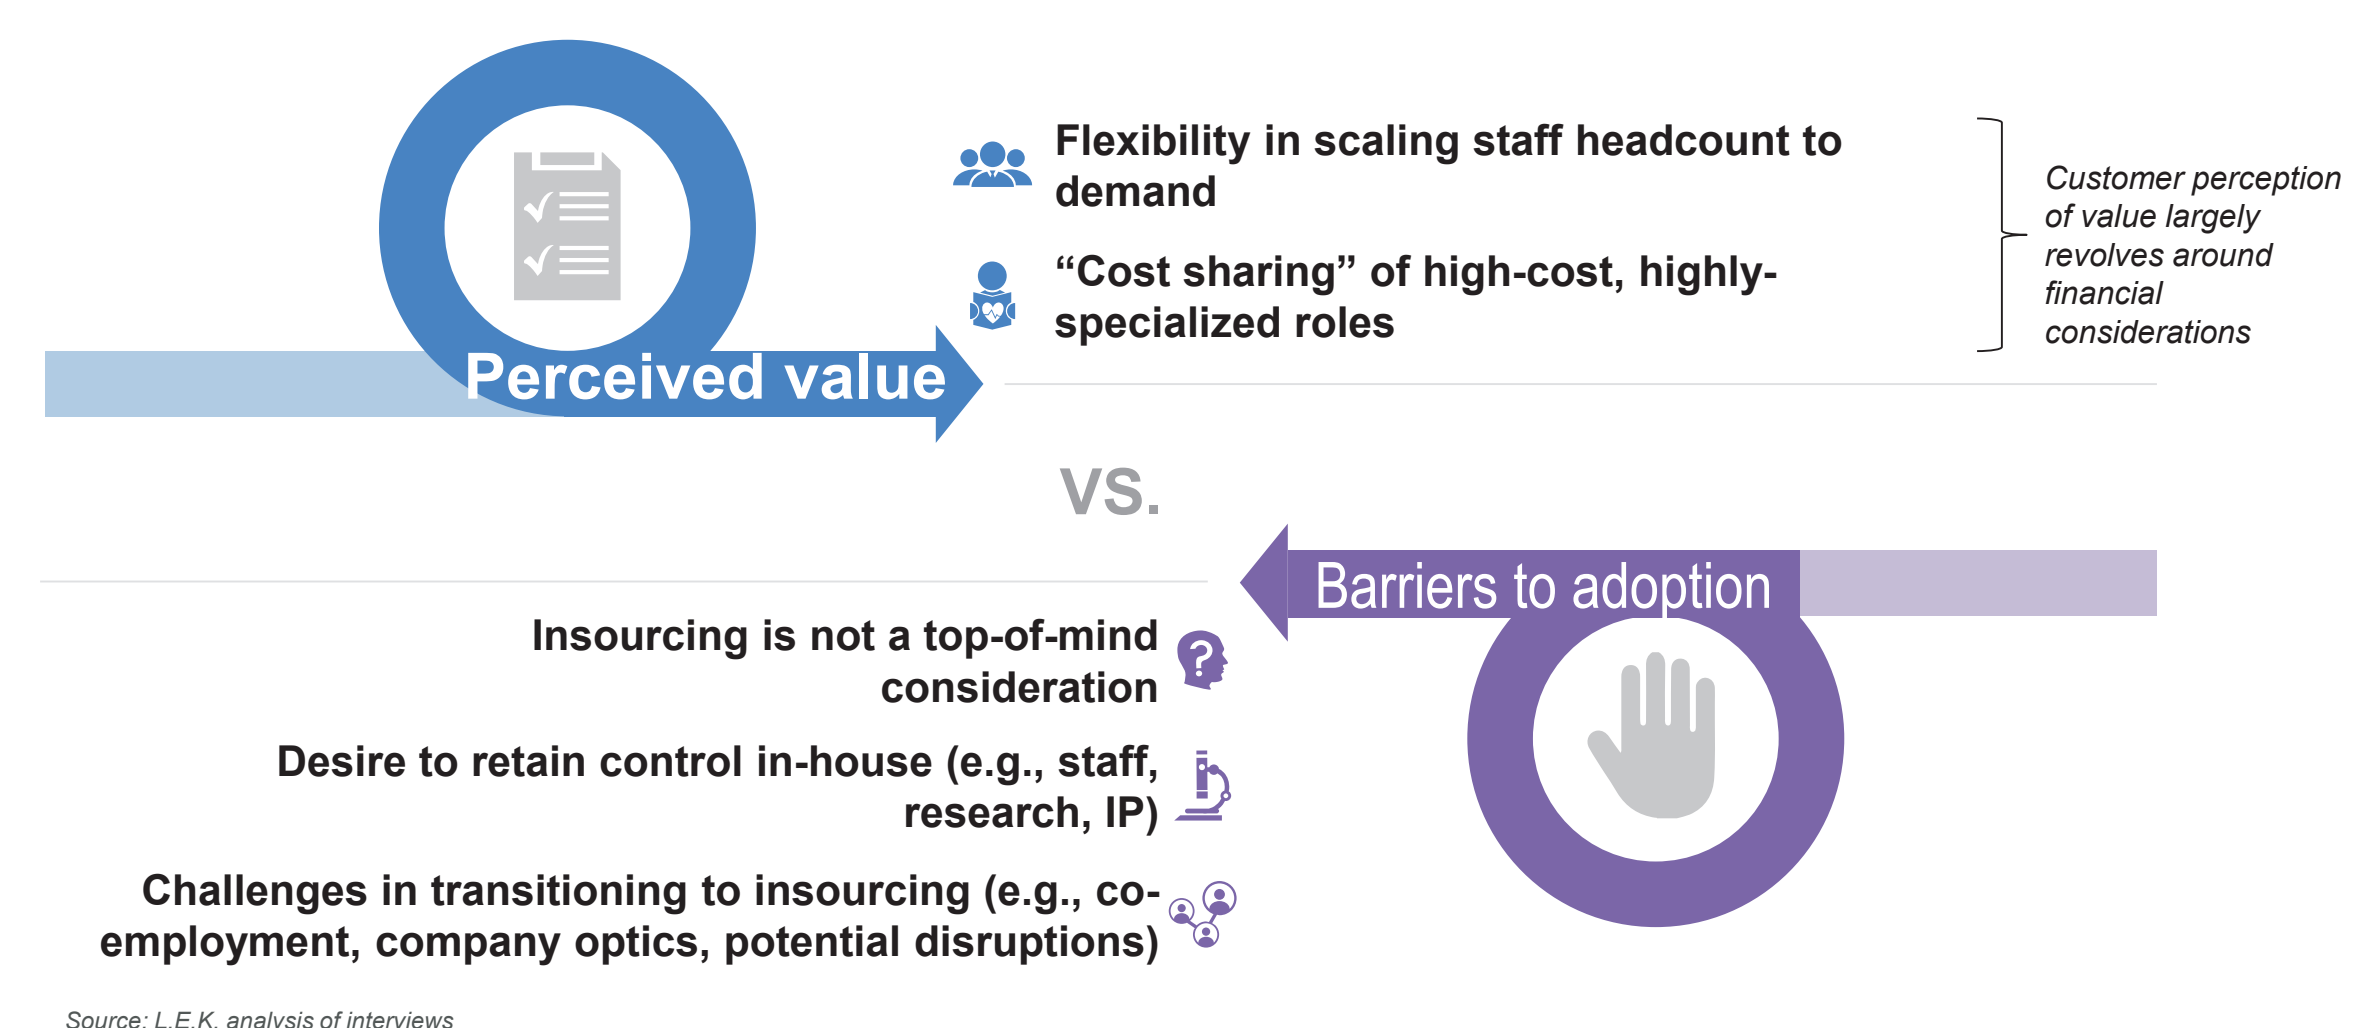 Flexibility in scaling staff headcount to
demand
“Cost sharing” of high-cost, highly-
specialized roles
Customer perception
of value largely
revolves around
financial
considerations
Perceived value
VS.
Barriers to adoption
Insourcing is not a top-of-mind
consideration
Desire to retain control in-house (e.g., staff,
research, IP)
Challenges in transitioning to insourcing (e.g., co-
employment, company optics, potential disruptions)
Source: L.E.K. analysis of interviews